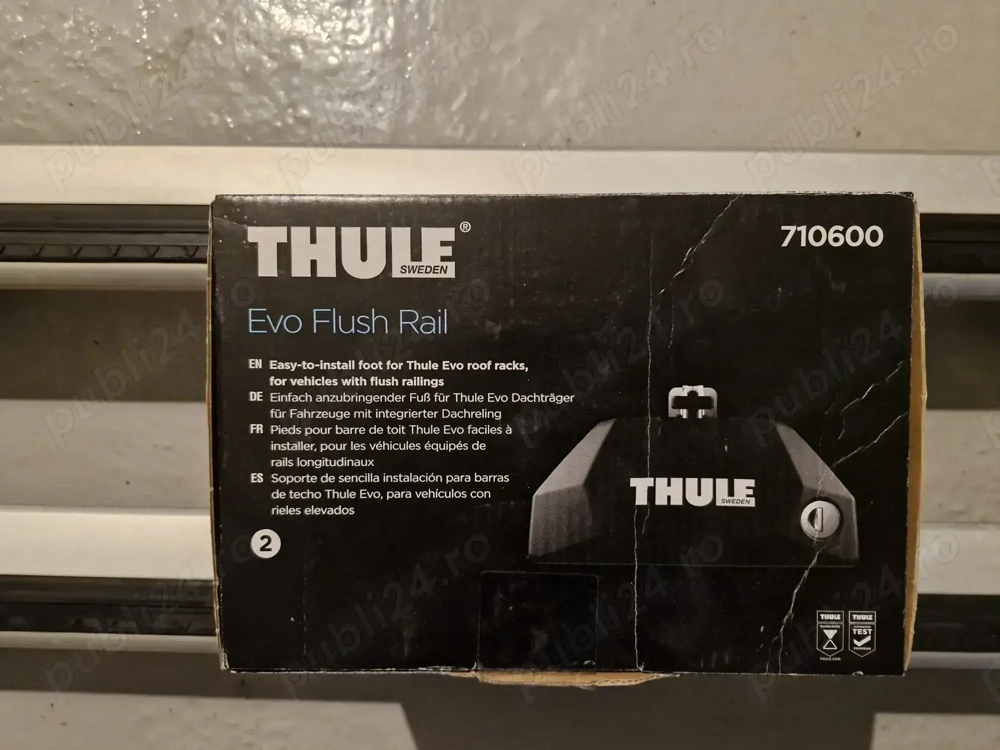 THULE®
SWEDEN
710600
Evo Flush Rail
EN Easy-to-install foot for Thule Evo roof racks,
for vehicles with flush railings
DE Einfach anzubringender Fuß für Thule Evo Dachträger
für Fahrzeuge mit integrierter Dachreling
FR Pieds pour barre de toit Thule Evo faciles à
installer, pour les véhicules équipés de
rails longitudinaux
ES Soporte de sencilla instalación para barras
de techo Thule Evo, para vehículos con
rieles elevados
2
THULE
SWEDEN
THULE
THULE
TEST
publi24.ro